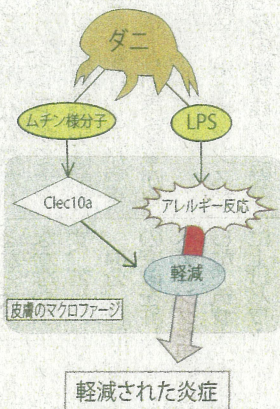 ダニ
ムチン様分子
LPS
Clec10a
アレルギー反応
軽減
皮膚のマクロファージ
軽減された炎症